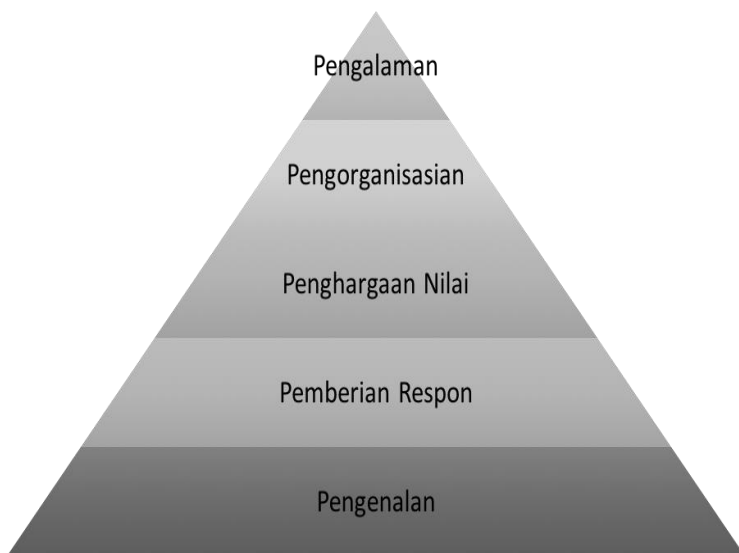 Pengalaman
Pengorganisasian
Penghargaan Nilai
Pemberian Respon
Pengenalan